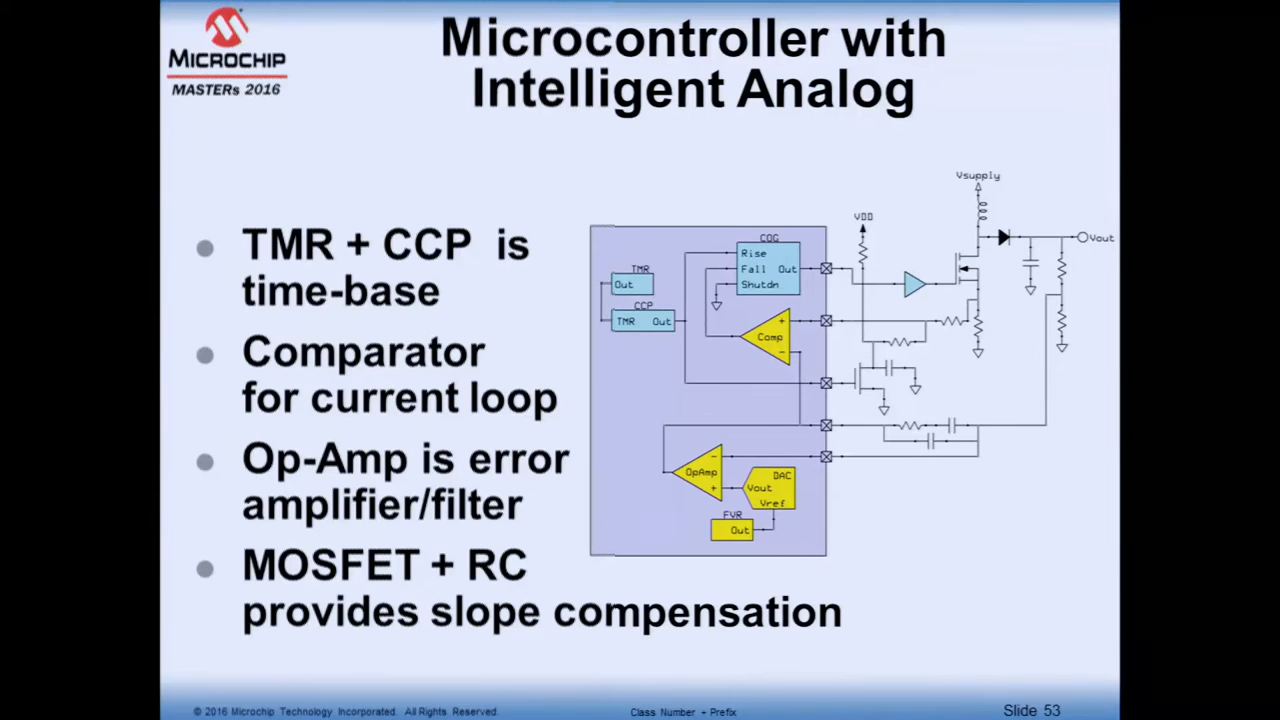 MICROCHIP
MASTERs 2016
Microcontroller with
Intelligent Analog
TMR + CCP is
time-base
Comparator
for current loop
Op-Amp is error
amplifier/filter
MOSFET + RC
provides slope compensation
Vsupply
VDD
Vout
COG
Rise
Fall Out
Shutdn
TMR
Out
CCP
TMR Out
+
Comp
-
-
OpAmp
+
DAC
Vout
Vref
FVR
Out
© 2016 Microchip Technology Incorporated. All Rights Reserved.
Class Number + Prefix
Slide 53